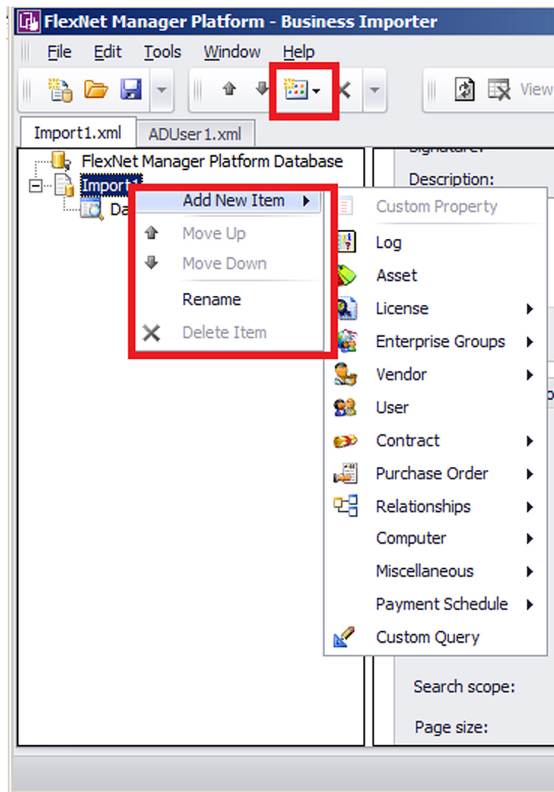 FlexNet Manager Platform - Business Importer
File Edit Tools Window Help
View
Import1.xml ADUser1.xml
FlexNet Manager Platform Database
Import1
Da
Add New Item
Move Up
Move Down
Rename
Delete Item
Custom Property
Log
Asset
License
Enterprise Groups
Vendor
User
Contract
Purchase Order
Relationships
Computer
Miscellaneous
Payment Schedule
Custom Query
Signature:
Description:
Search scope:
Page size: